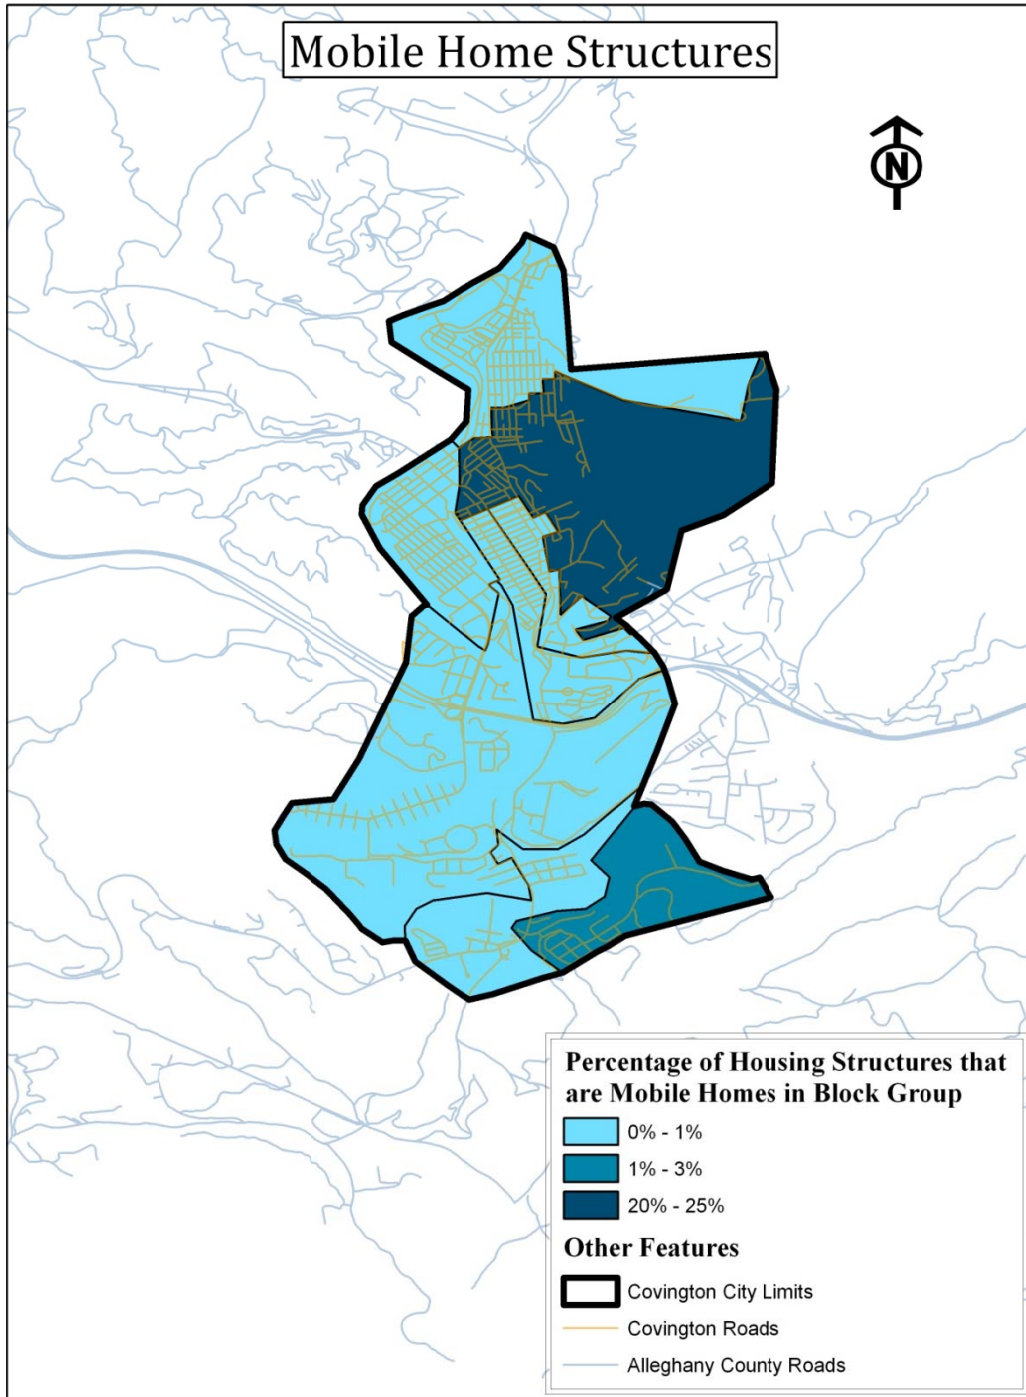 Mobile Home Structures
N
Percentage of Housing Structures that
are Mobile Homes in Block Group
0% - 1%
1% - 3%
20% - 25%
Other Features
Covington City Limits
Covington Roads
Alleghany County Roads